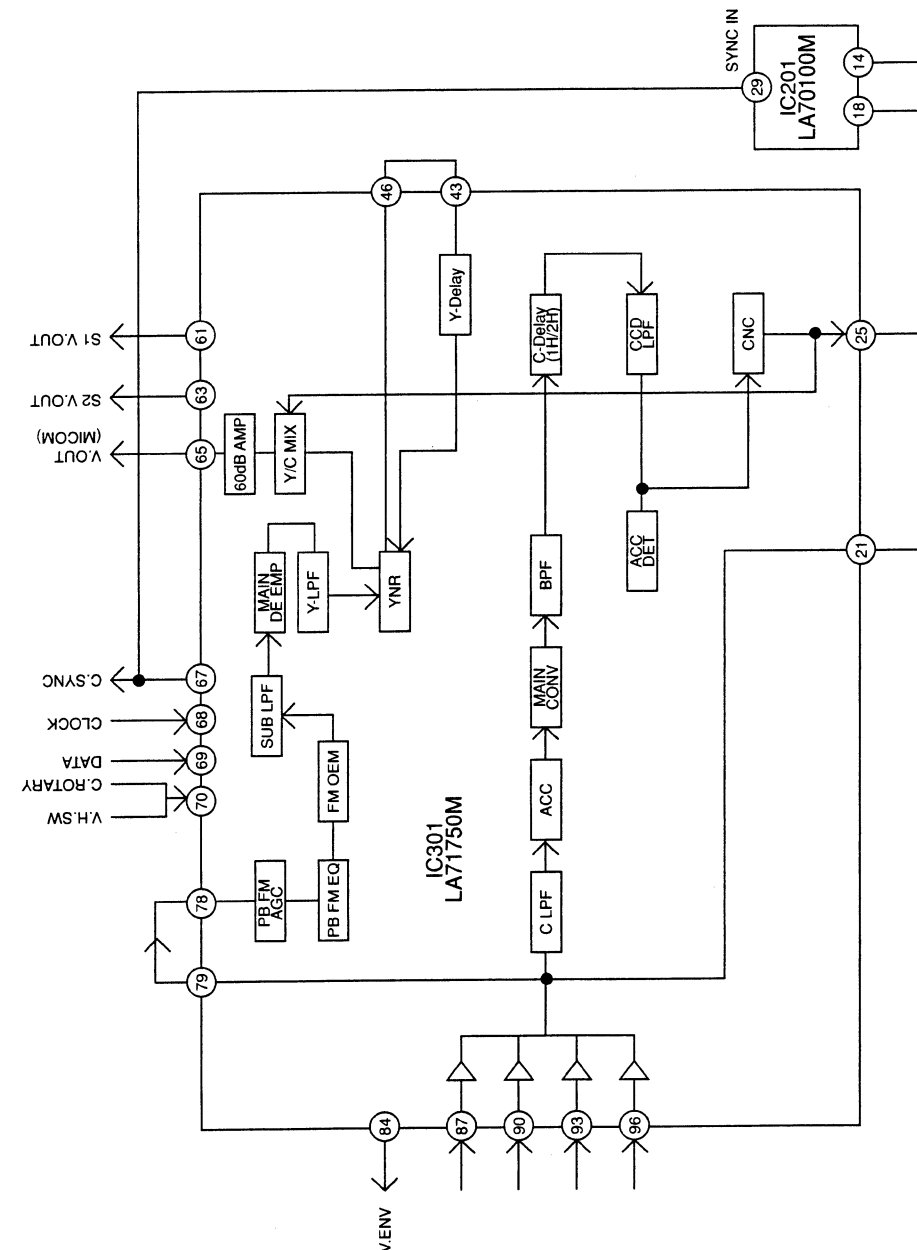 SYNC IN
29
IC201
LA70100M
14
18
46
43
S1 V.OUT
61
S2 V.OUT
63
V.OUT
(MICOM)
65
60dB AMP
Y/C MIX
Y-Delay
C-Delay
(1H/2H)
CCD
LPF
CNC
25
MAIN
DE EMP
Y-LPF
YNR
BPF
ACC
DET
21
C.SYNC
67
CLOCK
68
DATA
69
C.ROTARY
V.H.SW
70
SUB LPF
FM OEM
MAIN
CONV
IC301
LA71750M
ACC
78
PB FM
AGC
PB FM EQ
C LPF
79
84
87
90
93
96
V.ENV